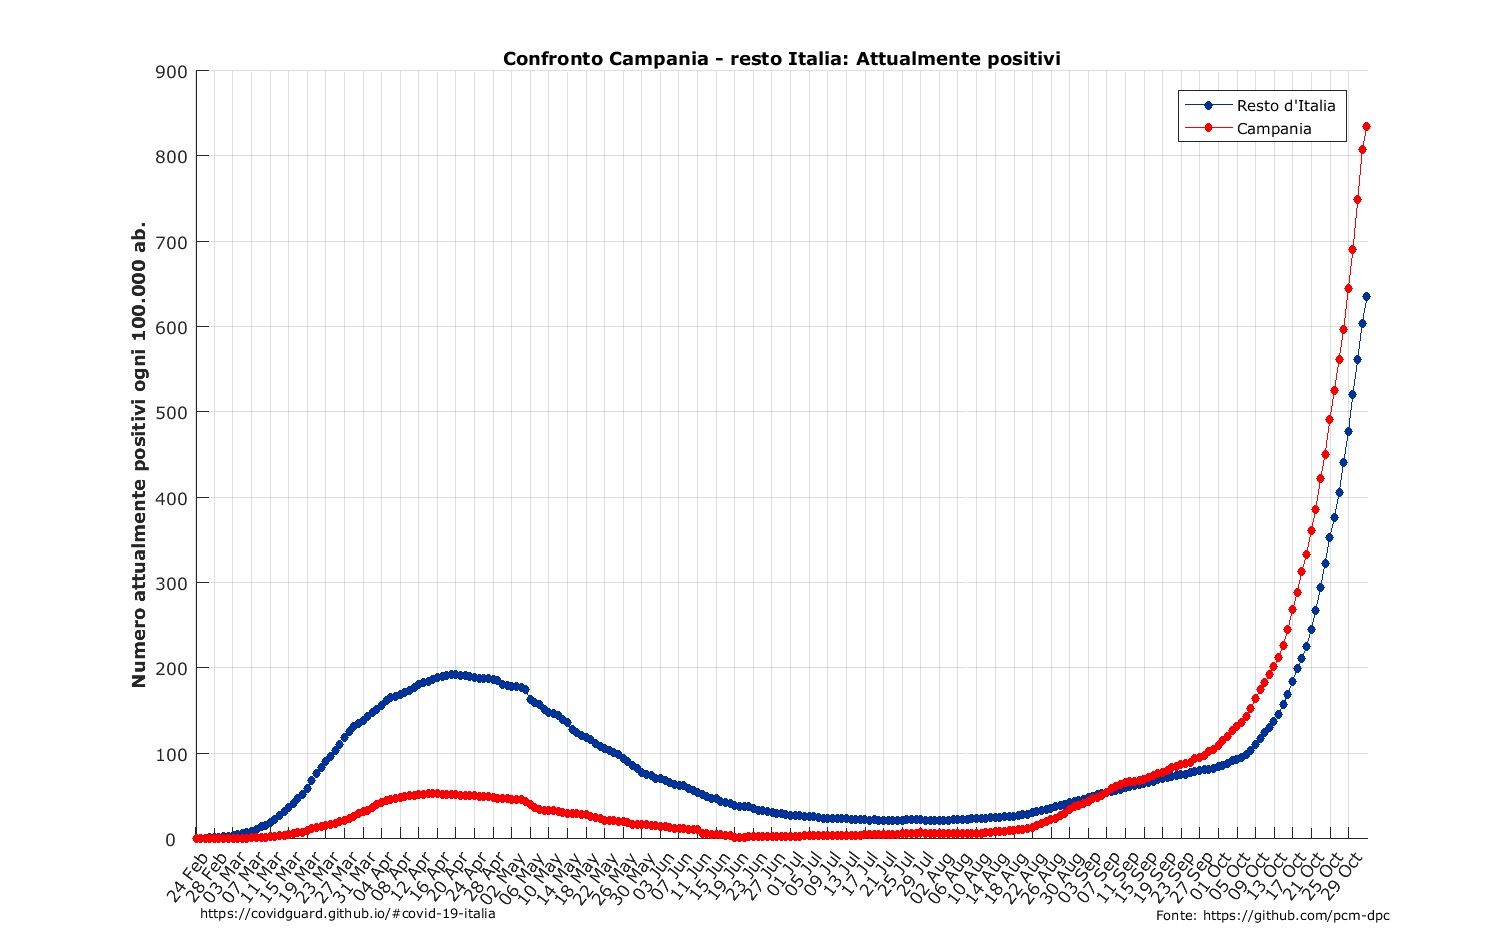 Confronto Campania - resto Italia: Attualmente positivi
900
800
700
600
500
400
300
200
100
0
Numero attualmente positivi ogni 100.000 ab.
Resto d'Italia
Campania
24 Feb
28 Feb
03 Mar
07 Mar
11 Mar
15 Mar
19 Mar
23 Mar
27 Mar
31 Mar
04 Apr
08 Apr
12 Apr
16 Apr
20 Apr
24 Apr
28 Apr
02 May
06 May
10 May
14 May
18 May
22 May
26 May
30 May
03 Jun
07 Jun
11 Jun
15 Jun
19 Jun
23 Jun
27 Jun
01 Jul
05 Jul
09 Jul
13 Jul
17 Jul
21 Jul
25 Jul
29 Jul
02 Aug
06 Aug
10 Aug
14 Aug
18 Aug
22 Aug
26 Aug
30 Aug
03 Sep
07 Sep
11 Sep
15 Sep
19 Sep
23 Sep
27 Sep
01 Oct
05 Oct
09 Oct
13 Oct
17 Oct
21 Oct
25 Oct
29 Oct
https://covidguard.github.io/#covid-19-italia
Fonte: https://github.com/pcm-dpc